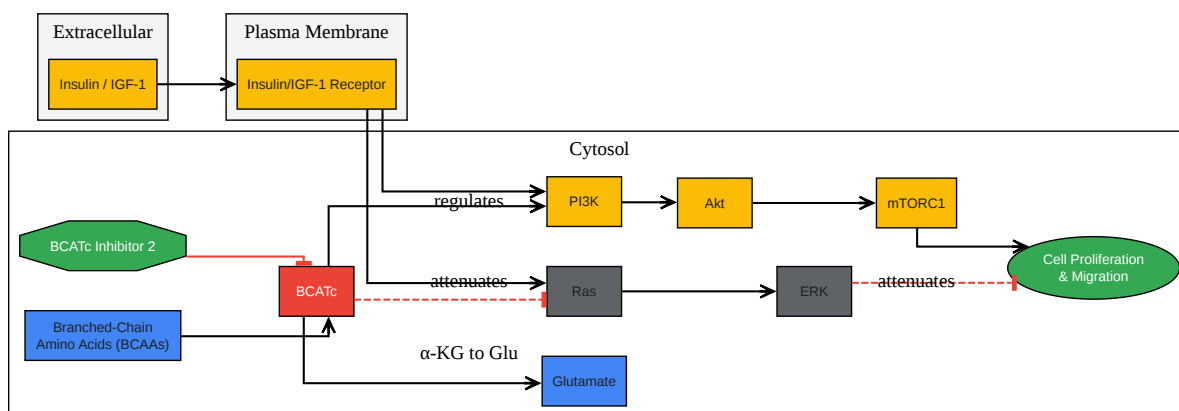 Extracellular
Plasma Membrane
Insulin / IGF-1
Insulin/IGF-1 Receptor
Cytosol
regulates
PI3K
Akt
mTORC1
BCATc Inhibitor 2
Cell Proliferation
& Migration
BCATc
attenuates
Ras
ERK
attenuates
Branched-Chain
Amino Acids (BCAAs)
α-KG to Glu
Glutamate